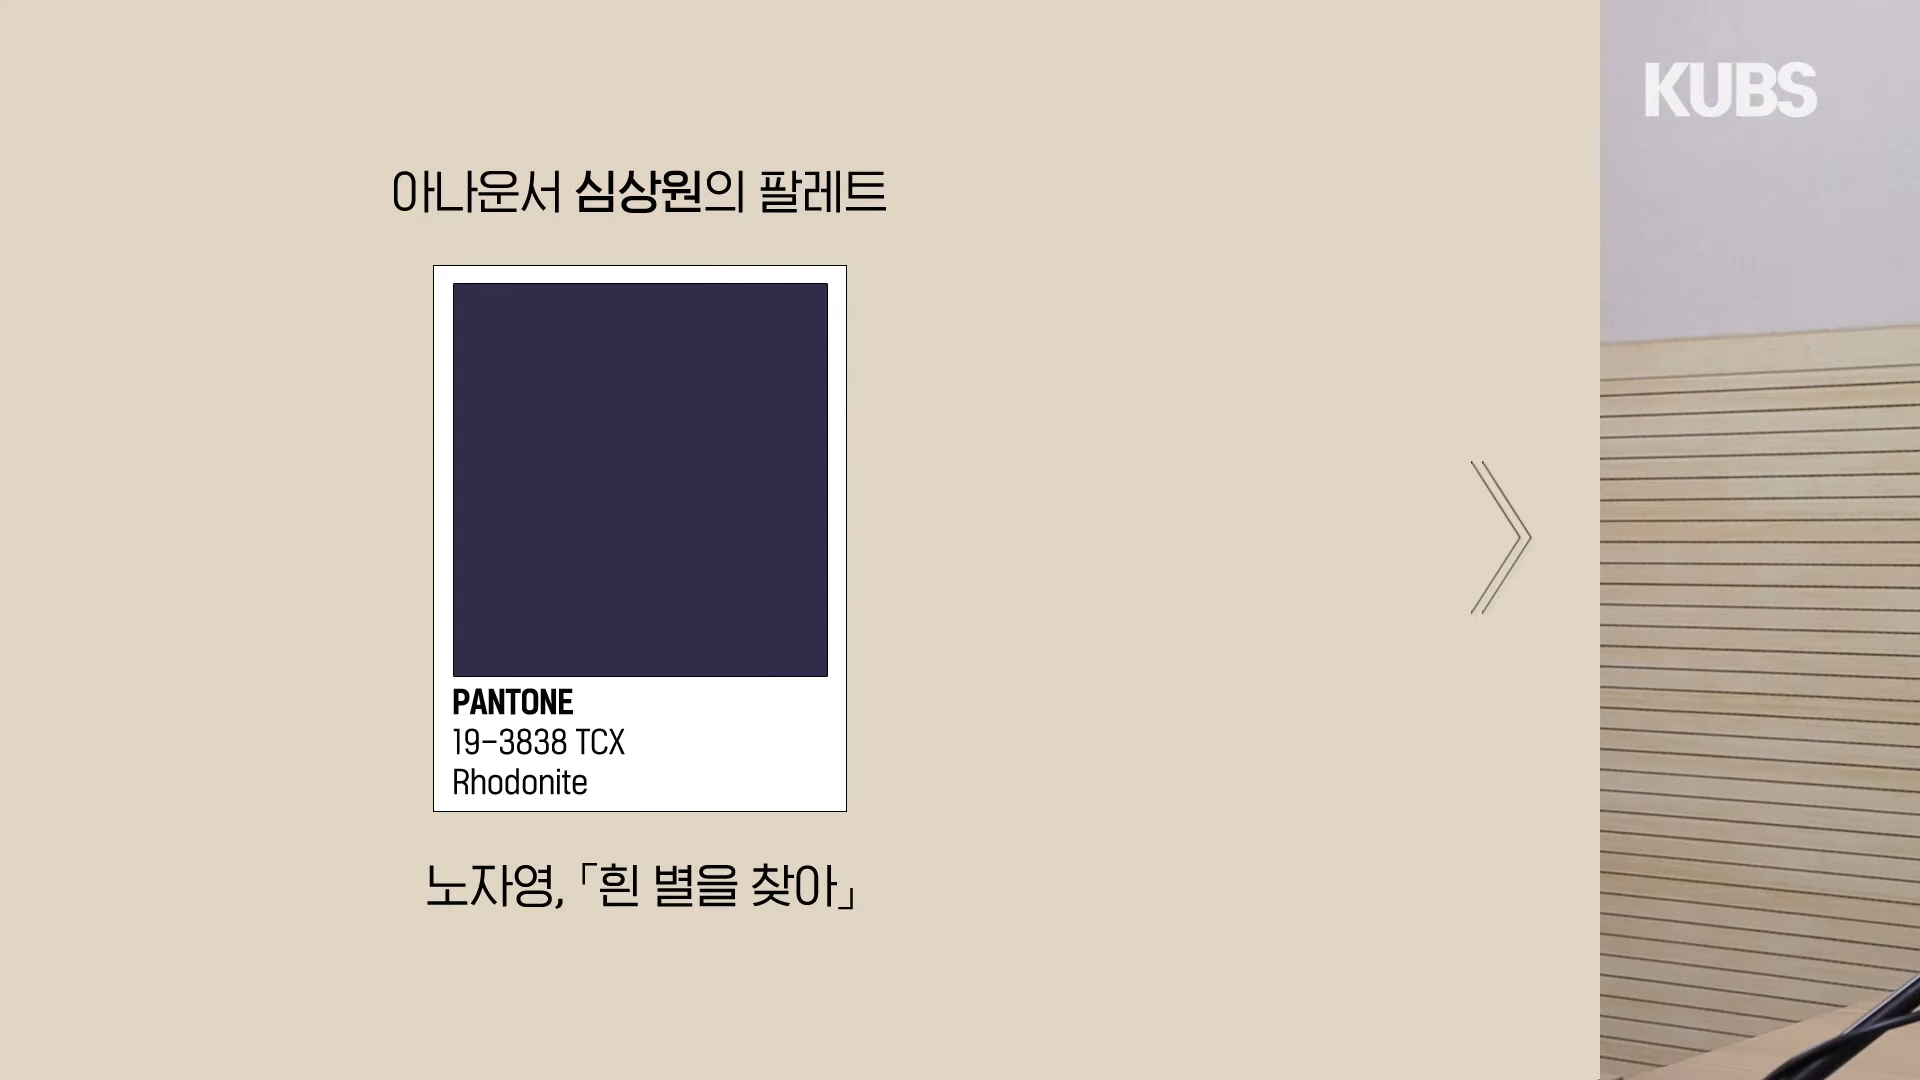 KUBS
아나운서 심상원의 팔레트
PANTONE
19-3838 TCX
Rhodonite
노자영, 「흰 별을 찾아」